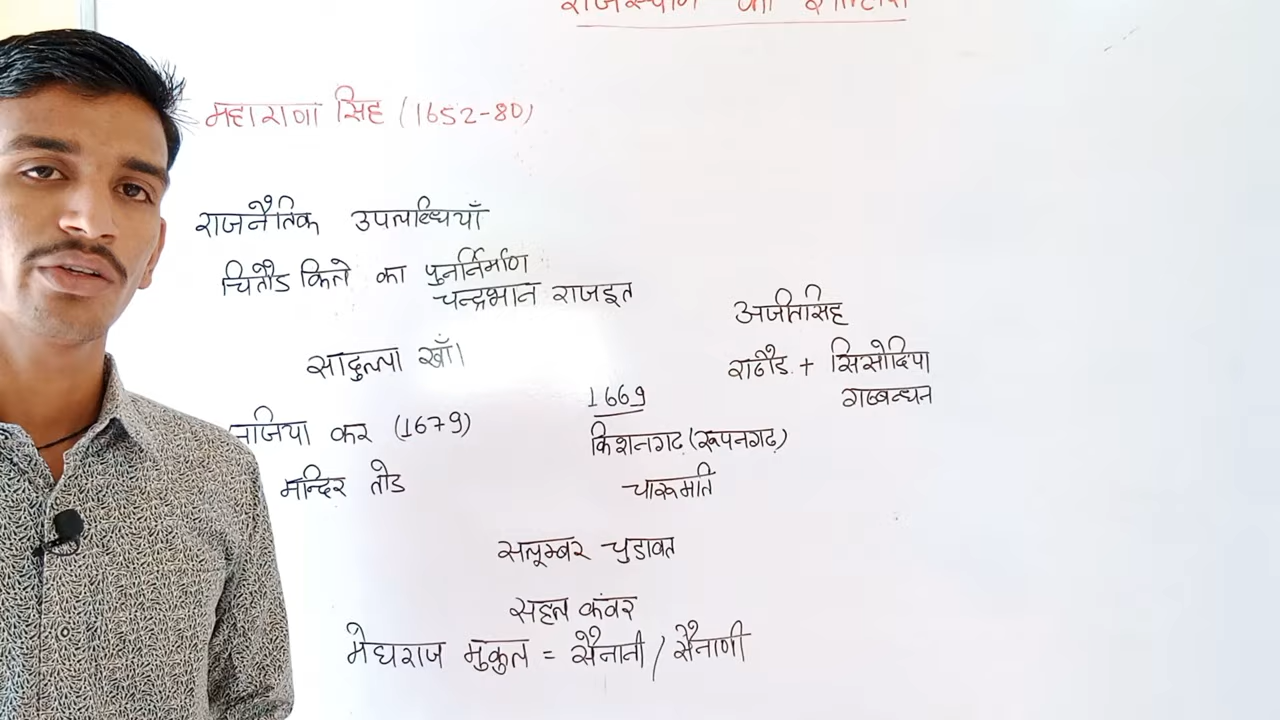 राजस्थान का इतिहास
महाराणा सिंह (1652-80)
राजनैतिक उपलब्धियाँ
चितौड किले का पुनर्निर्माण
चन्द्रभान राजइत
सादुल्ला खाँ।
अजीतसिंह
राठौड. + सिसोदिपा
गठबन्धन
जजिया कर (1679)
मन्दिर तोड
1669
किशनगढ़ (रूपनगढ़)
चारूमति
सलूम्बर चुडावत
सहल कंवर
मेघराज मुकुल = सैनाती / सैनाणी